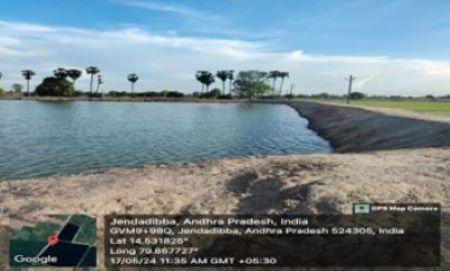 GPS Map Camera
Jendadibba, Andhra Pradesh, India
GVM9+98Q, Jendadibba, Andhra Pradesh 524305, India
Lat 14.531825°
Long 79.867727°
17/05/24 11:35 AM GMT +05:30
Google